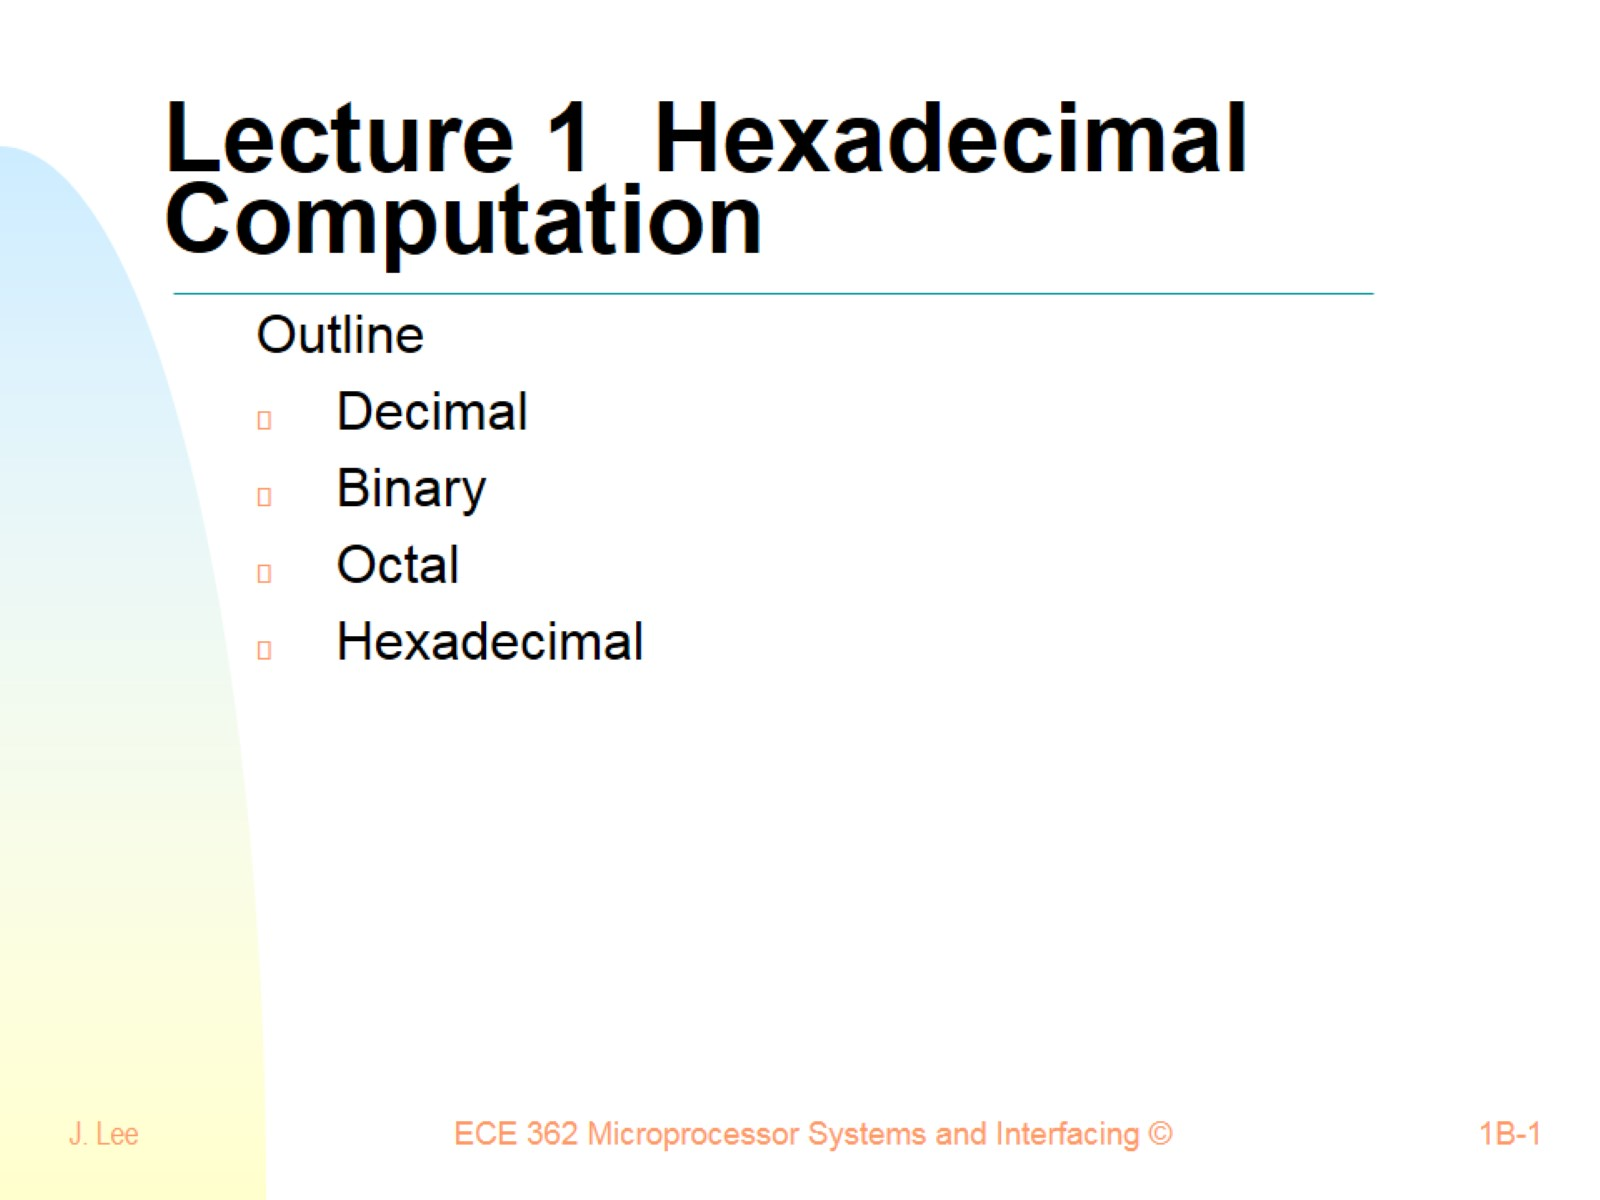 Lecture 1  Hexadecimal
Computation
Outline
Decimal
Binary
Octal
Hexadecimal
J. Lee
ECE 362 Microprocessor Systems and Interfacing ©
1B-1